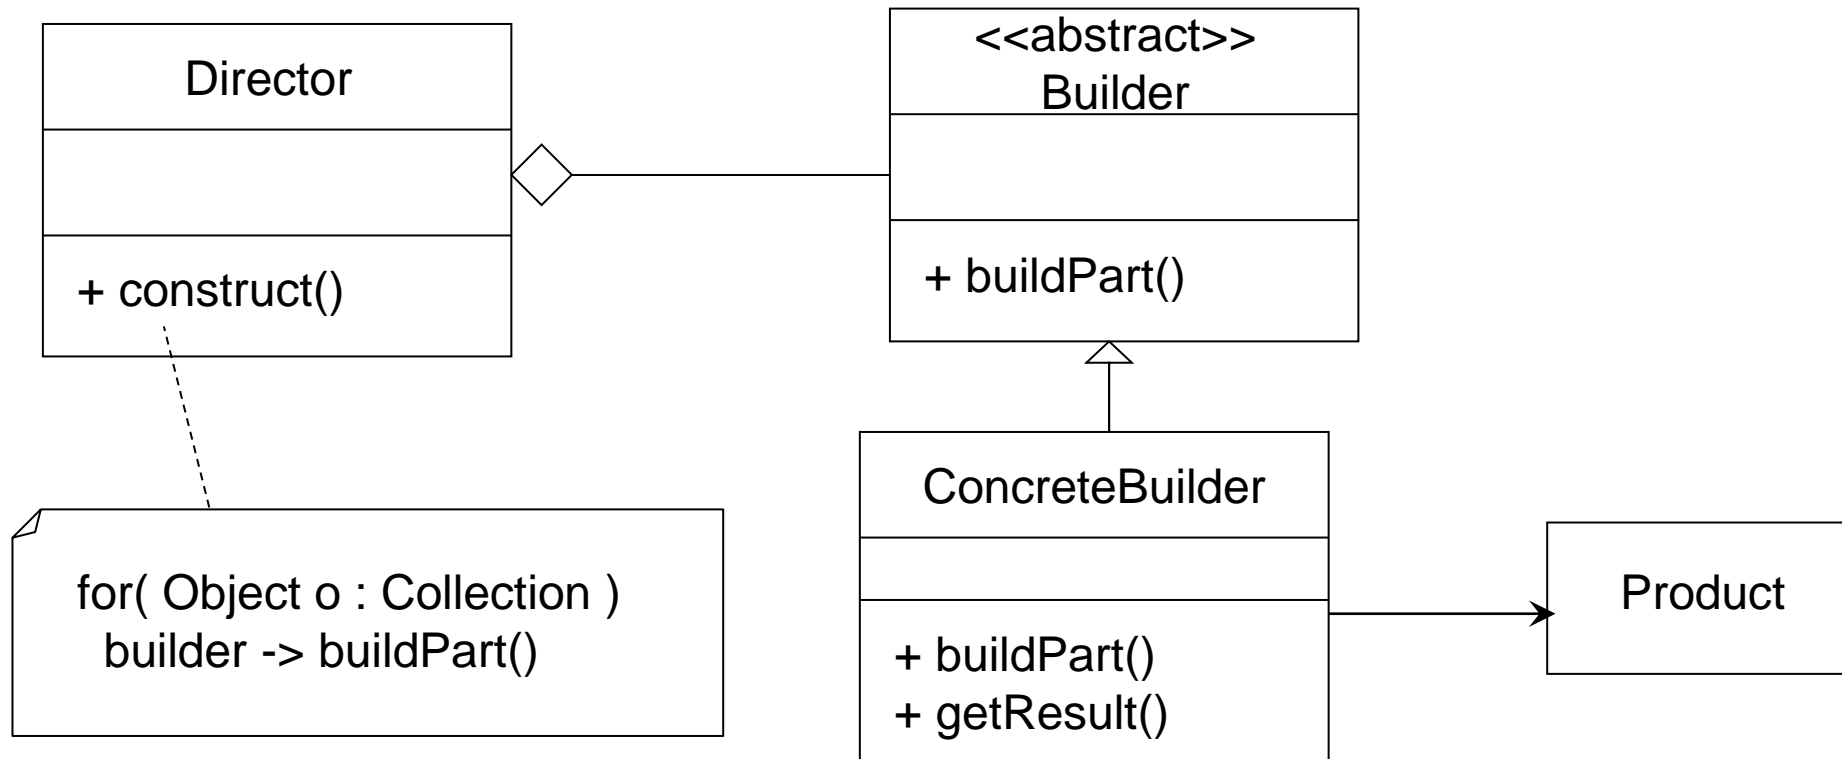 Director
+ construct()
<<abstract>>
Builder
+ buildPart()
for( Object o : Collection )
builder -> buildPart()
ConcreteBuilder
+ buildPart()
+ getResult()
Product